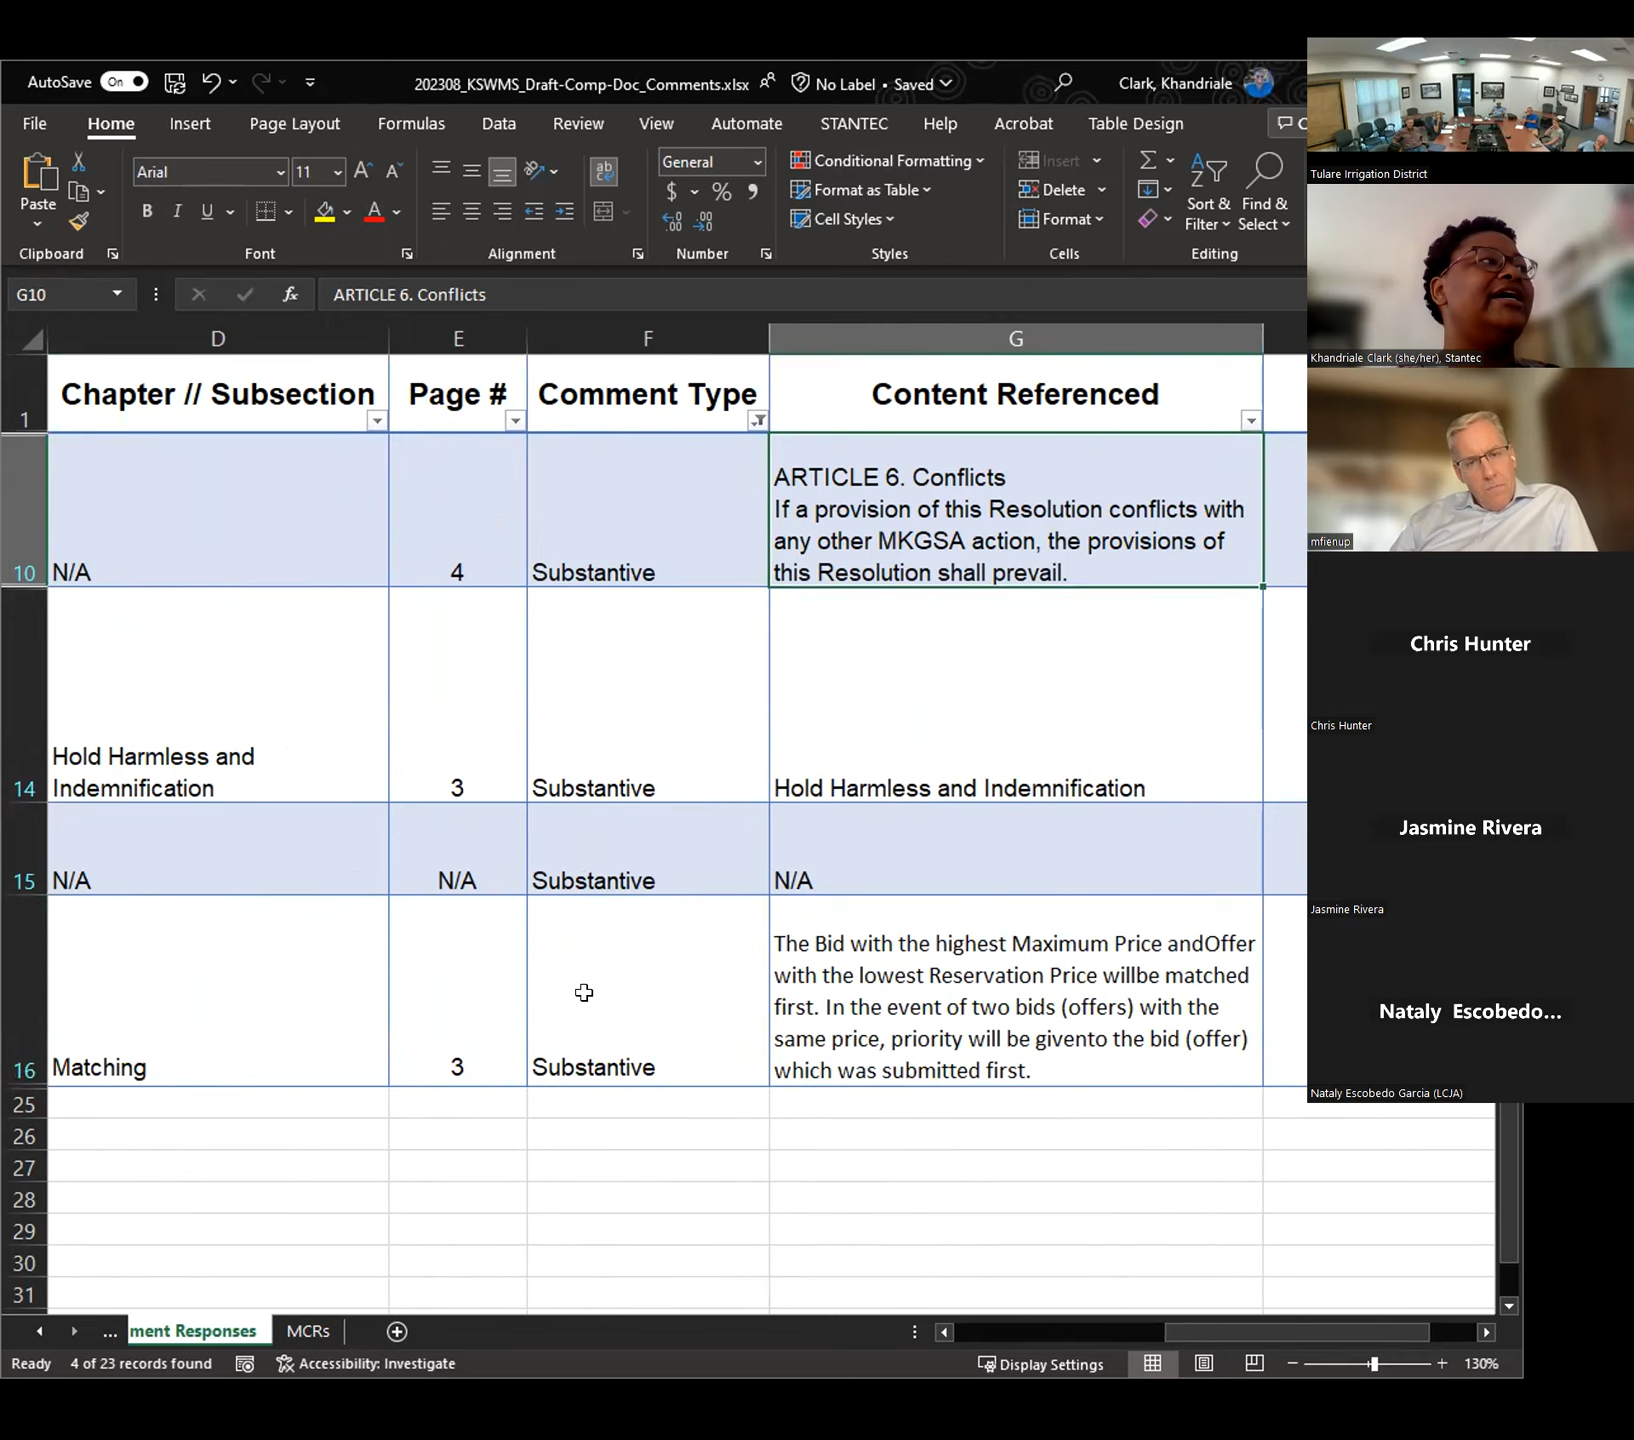 AutoSave On 202308_KSWMS_Draft-Comp-Doc_Comments.xlsx No Label • Saved Clark, Khandriale
File Home Insert Page Layout Formulas Data Review View Automate STANTEC Help Acrobat Table Design C
Paste
Clipboard
Arial 11
B I U
Font
ab
Alignment
General
$ % ,
Number
Conditional Formatting
Format as Table
Cell Styles
Styles
Insert
Delete
Format
Cells
Sort & Filter
Find & Select
Editing
G10 fx ARTICLE 6. Conflicts
D E F G
1 Chapter // Subsection Page # Comment Type Content Referenced
ARTICLE 6. Conflicts
If a provision of this Resolution conflicts with
any other MKGSA action, the provisions of
10 N/A 4 Substantive this Resolution shall prevail.
Hold Harmless and
14 Indemnification 3 Substantive Hold Harmless and Indemnification
15 N/A N/A Substantive N/A
The Bid with the highest Maximum Price andOffer
with the lowest Reservation Price willbe matched
first. In the event of two bids (offers) with the
same price, priority will be givento the bid (offer)
16 Matching 3 Substantive which was submitted first.
25
26
27
28
29
30
31
... ment Responses MCRs
Ready 4 of 23 records found Accessibility: Investigate Display Settings 130%
Tulare Irrigation District
Khandriale Clark (she/her), Stantec
mfienup
Chris Hunter
Chris Hunter
Jasmine Rivera
Jasmine Rivera
Nataly Escobedo...
Nataly Escobedo Garcia (LCJA)